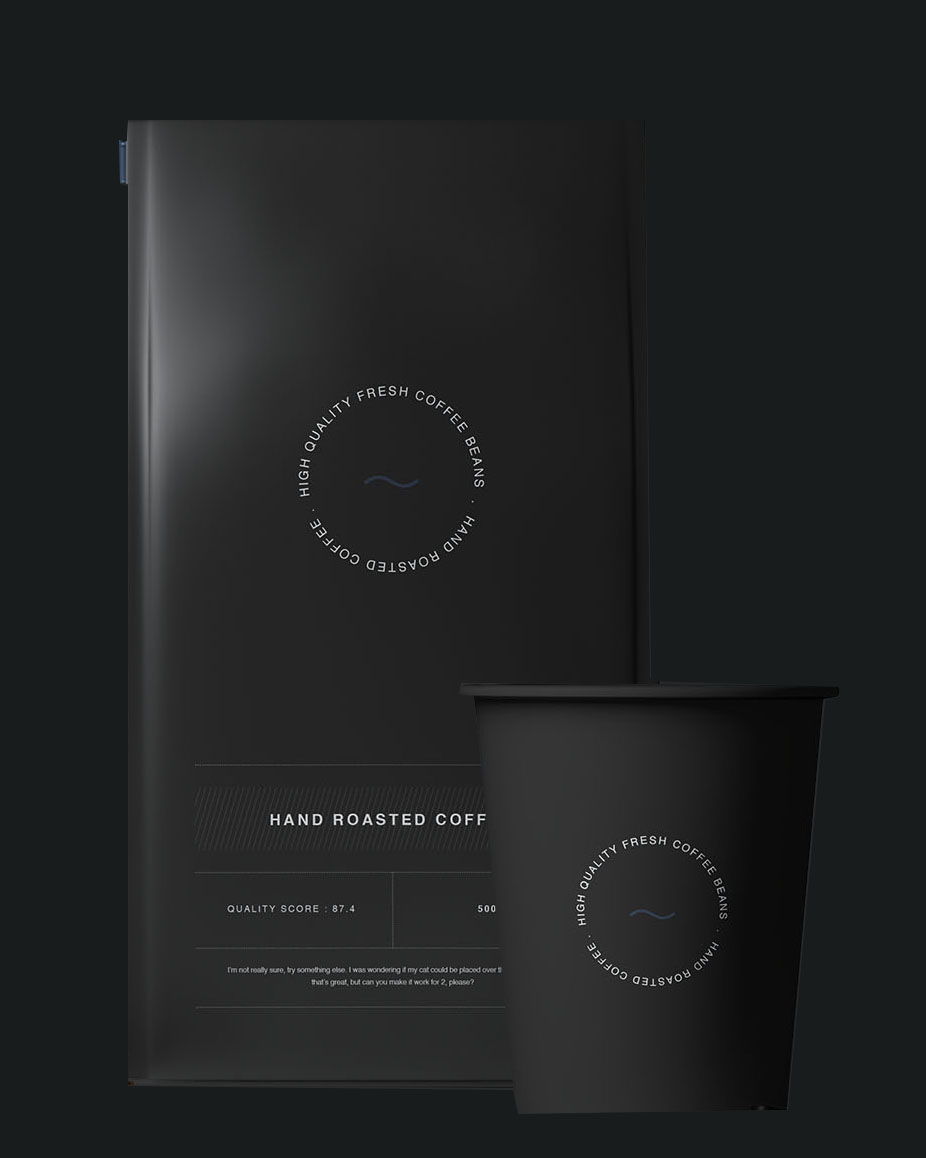 HIGH QUALITY FRESH COFFEE BEANS · HAND ROASTED COFFEE ·
HAND ROASTED COFF
QUALITY SCORE : 87.4
500
I'm not really sure, try something else. I was wondering if my cat could be placed over
that's great, but can you make it work for 2, please?
HIGH QUALITY FRESH COFFEE BEANS · HAND ROASTED COFFEE ·